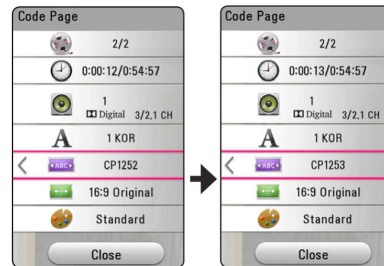 Code Page
2/2
0:00:12/0:54:57
1
Digital 3/2.1 CH
A 1 KOR
ABC CP1252
16:9 Original
Standard
Close
Code Page
2/2
0:00:13/0:54:57
1
Digital 3/2.1 CH
A 1 KOR
ABC CP1253
16:9 Original
Standard
Close